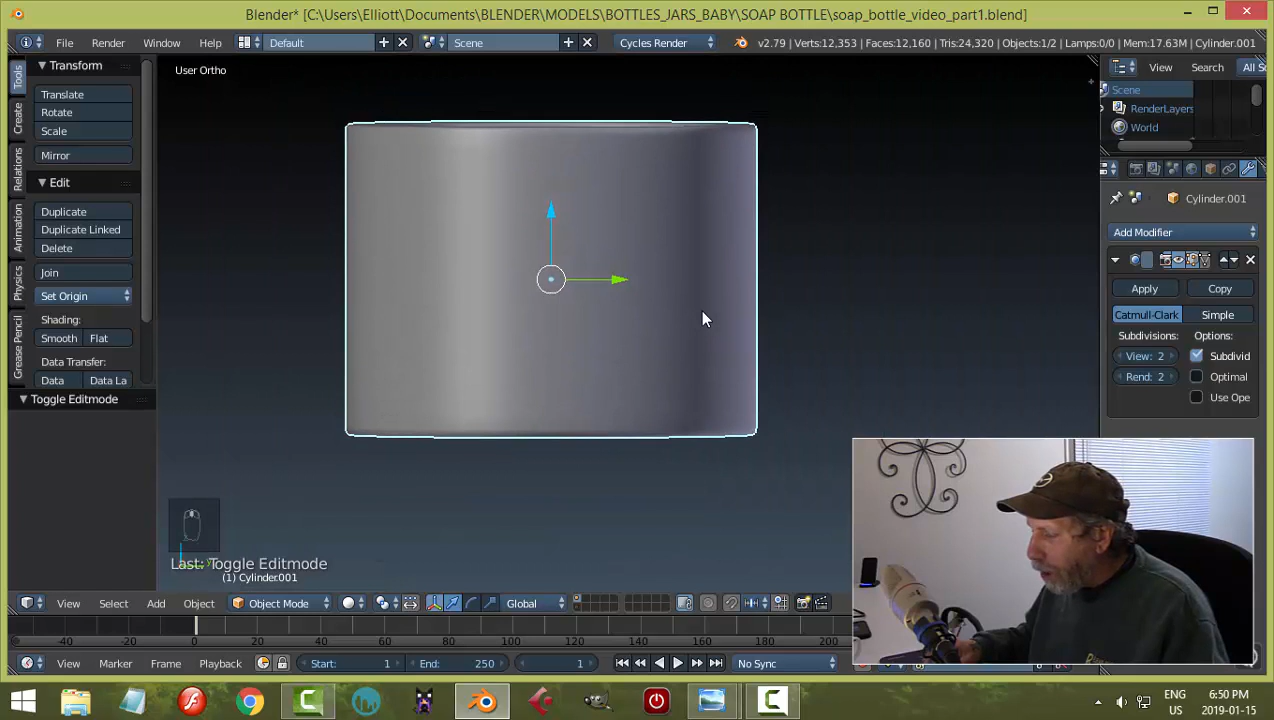 Blender* [C:\Users\Elliott\Documents\BLENDER\MODELS\BOTTLES_JARS_BABY\SOAP BOTTLE\soap_bottle_video_part1.blend]
File Render Window Help Default Scene Cycles Render v2.79 | Verts:12,353 | Faces:12,160 | Tris:24,320 | Objects:1/2 | Lamps:0/0 | Mem:17.63M | Cylinder.001
Tools
Create
Relations
Animation
Physics
Grease Pencil
Transform
Translate
Rotate
Scale
Mirror
Edit
Duplicate
Duplicate Linked
Delete
Join
Set Origin
Shading:
Smooth Flat
Data Transfer:
Data Data La
Toggle Editmode
User Ortho
Last: Toggle Editmode
(1) Cylinder.001
View Search All S
Scene
RenderLayers
World
Cylinder.001
Add Modifier
Apply Copy
Catmull-Clark Simple
Subdivisions: Options:
View: 2 Subdivid
Rend: 2 Optimal
Use Ope
View Select Add Object Object Mode Global
-40 -20 0 20 40 60 80 100 120 140 160 180 200
View Marker Frame Playback Start: 1 End: 250 1 No Sync
ENG 6:50 PM
US 2019-01-15